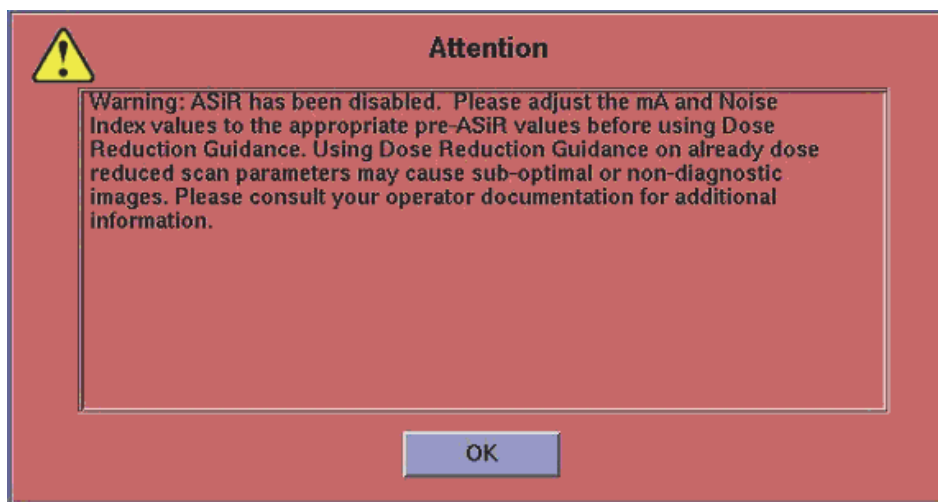 Attention
Warning: ASiR has been disabled. Please adjust the mA and Noise
Index values to the appropriate pre-ASiR values before using Dose
Reduction Guidance. Using Dose Reduction Guidance on already dose
reduced scan parameters may cause sub-optimal or non-diagnostic
images. Please consult your operator documentation for additional
information.
OK